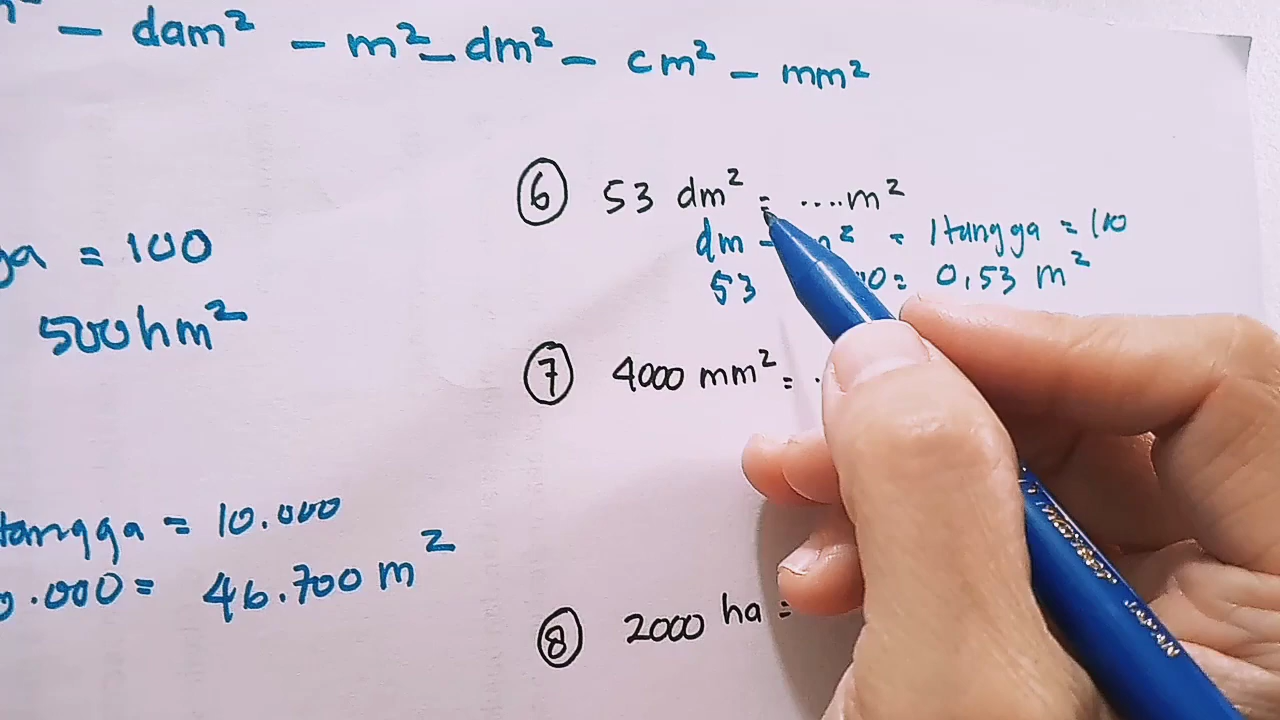 - dam² - m² - dm² - cm² - mm²
= 100
500 hm²
tangga = 10.000
.000 = 46.700 m²
⑥ 53 dm² = ....m²
dm - m² = 1 tangga = 100
53 = 0,53 m²
⑦ 4000 mm² =
⑧ 2000 ha =